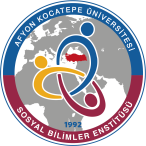 AFYON KOCATEPE ÜNİVERSİTESİ
1992
SOSYAL BİLİMLER ENSTİTÜSÜ